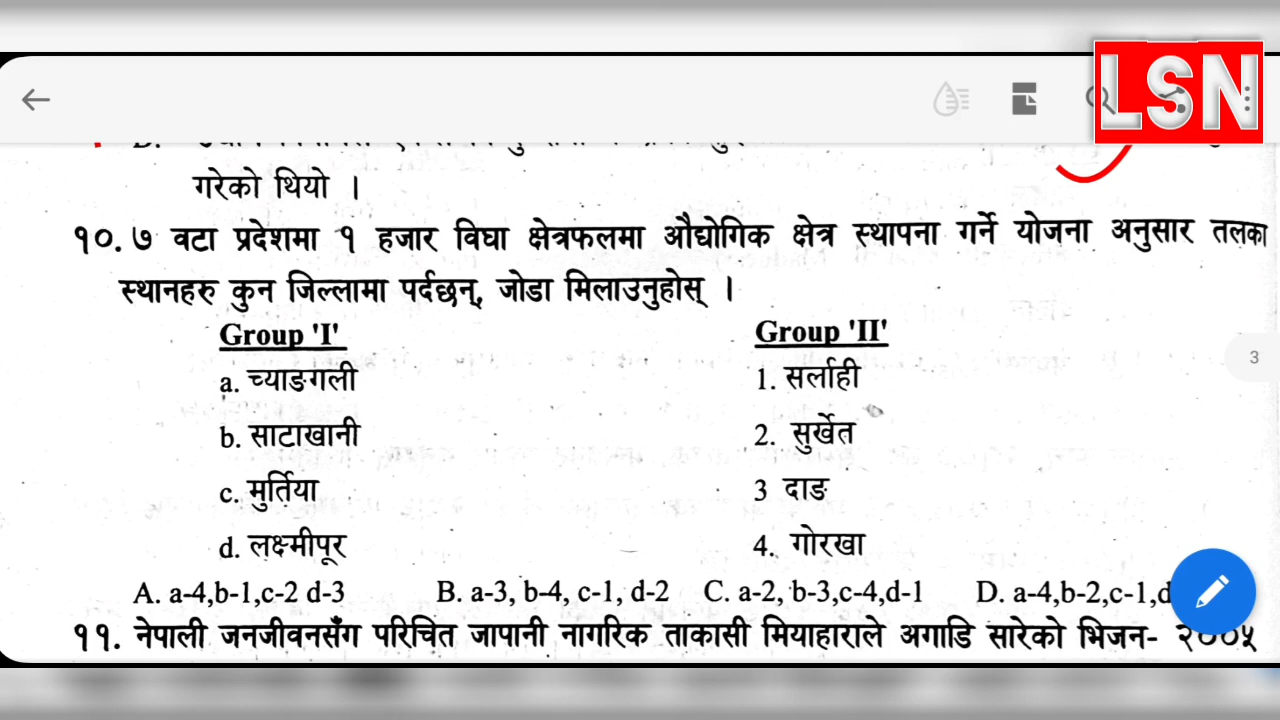 LSN
गरेको थियो ।
१०. ७ वटा प्रदेशमा १ हजार विघा क्षेत्रफलमा औद्योगिक क्षेत्र स्थापना गर्ने योजना अनुसार तलका
स्थानहरु कुन जिल्लामा पर्दछन्, जोडा मिलाउनुहोस् ।
Group 'I' Group 'II'
a. च्याङगली 1. सर्लाही
b. साटाखानी 2. सुर्खेत
c. मुर्तिया 3 दाङ
d. लक्ष्मीपूर 4. गोरखा
3
A. a-4,b-1,c-2 d-3 B. a-3, b-4, c-1, d-2 C. a-2, b-3,c-4,d-1 D. a-4,b-2,c-1,d
११. नेपाली जनजीवनसँग परिचित जापानी नागरिक ताकासी मियाहाराले अगाडि सारेको भिजन- २००५